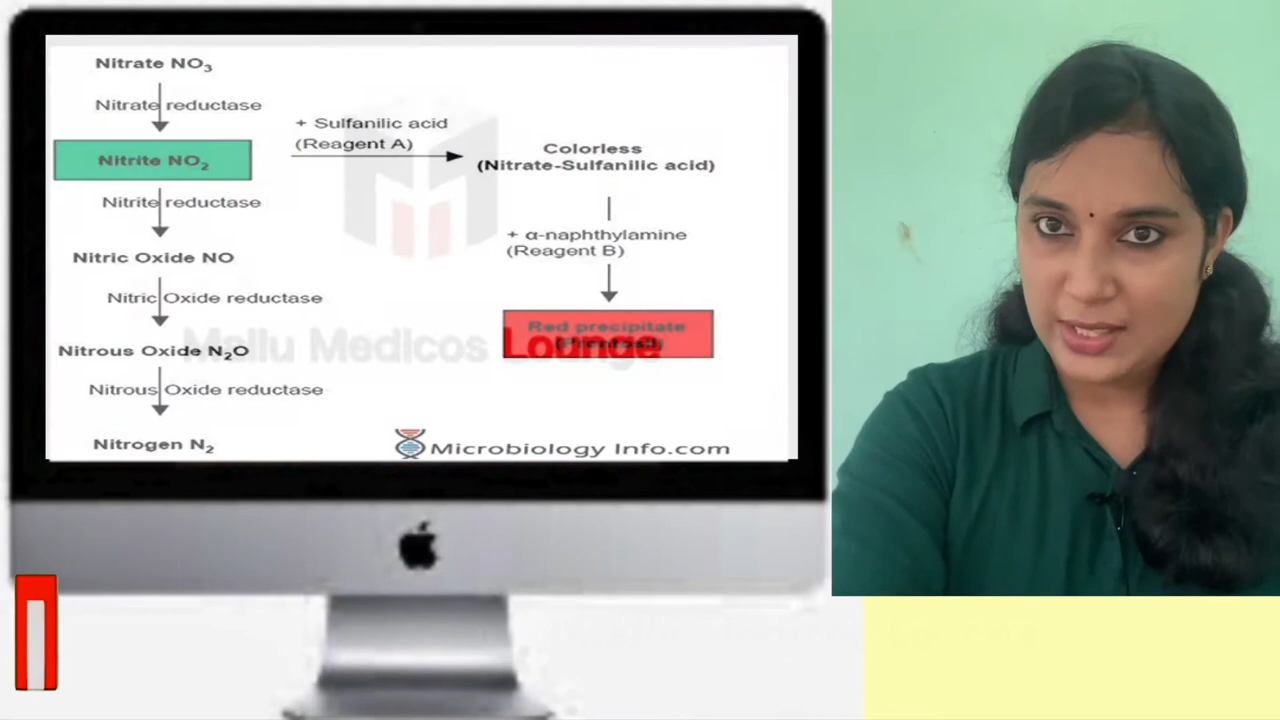 Nitrate NO3
Nitrate reductase
Nitrite NO2
Nitrite reductase
Nitric Oxide NO
Nitric Oxide reductase
Nitrous Oxide N2O
Nitrous Oxide reductase
Nitrogen N2
+ Sulfanilic acid
(Reagent A)
Colorless
(Nitrate-Sulfanilic acid)
+ α-naphthylamine
(Reagent B)
Red precipitate
(Prontosil)
Mallu Medicos Lounge
Microbiology Info.com